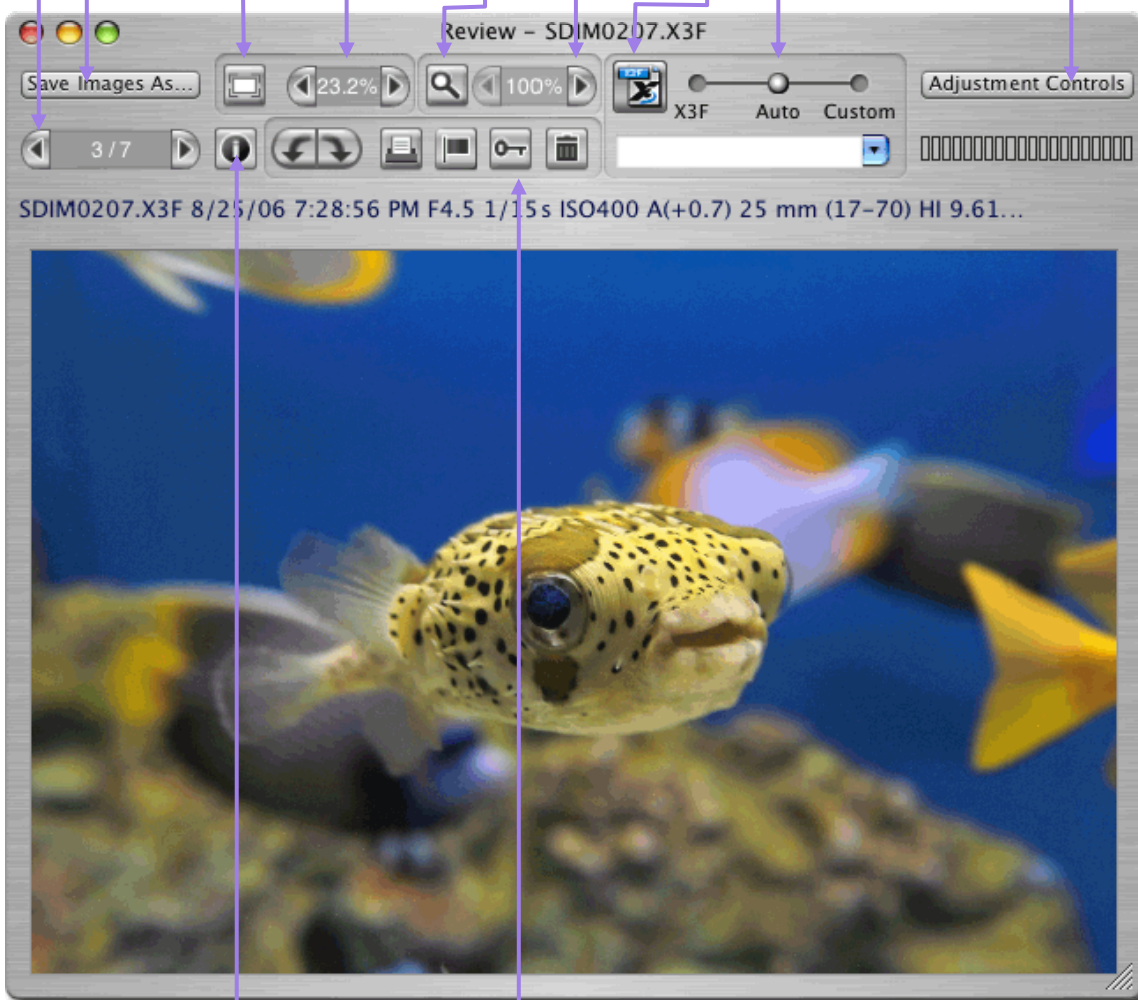 Review – SDIM0207.X3F
Save Images As...
23.2%
100%
X3F
X3F
Auto
Custom
Adjustment Controls
3 / 7
SDIM0207.X3F 8/25/06 7:28:56 PM F4.5 1/15s ISO400 A(+0.7) 25 mm (17-70) HI 9.61...